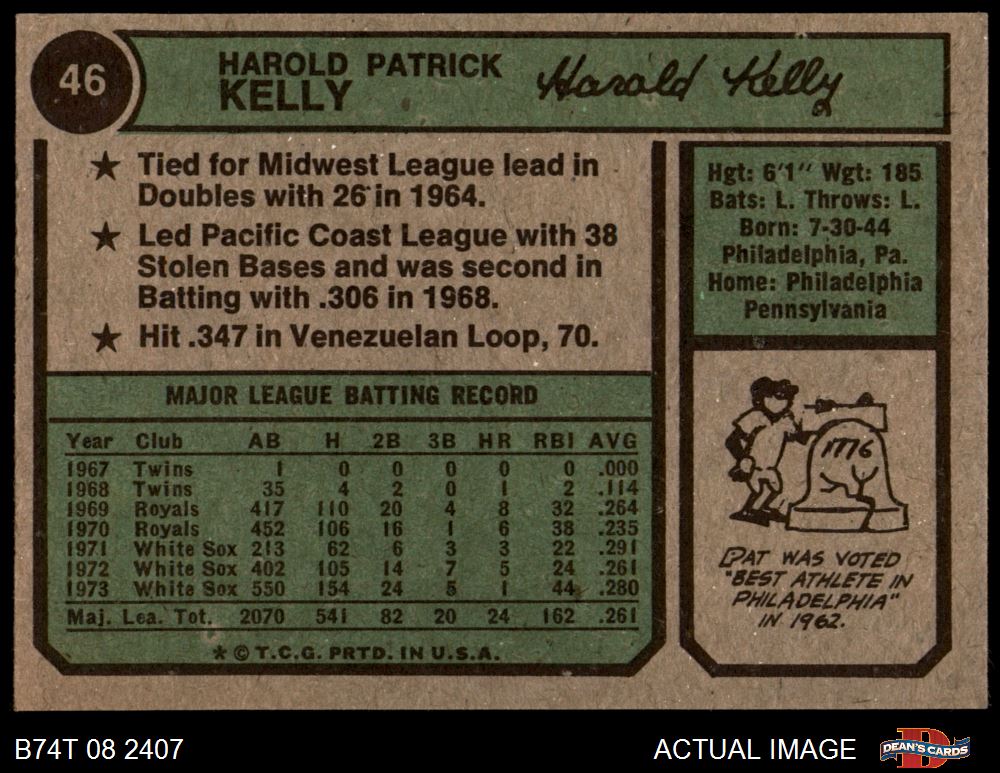 46
HAROLD PATRICK
KELLY
Harold Kelly
★ Tied for Midwest League lead in
Doubles with 26 in 1964.
★ Led Pacific Coast League with 38
Stolen Bases and was second in
Batting with .306 in 1968.
★ Hit .347 in Venezuelan Loop, 70.
Hgt: 6'1" Wgt: 185
Bats: L. Throws: L.
Born: 7-30-44
Philadelphia, Pa.
Home: Philadelphia
Pennsylvania
MAJOR LEAGUE BATTING RECORD
Year Club AB H 2B 3B HR RBI AVG
1967 Twins 1 0 0 0 0 0 .000
1968 Twins 35 4 2 0 1 2 .114
1969 Royals 417 110 20 4 8 32 .264
1970 Royals 452 106 16 1 6 38 .235
1971 White Sox 213 62 6 3 3 22 .291
1972 White Sox 402 105 14 7 5 24 .261
1973 White Sox 550 154 24 5 1 44 .280
Maj. Lea. Tot. 2070 541 82 20 24 162 .261
* © T.C.G. PRTD. IN U.S.A.
1776
PAT WAS VOTED
"BEST ATHLETE IN
PHILADELPHIA"
IN 1962.
B74T 08 2407
ACTUAL IMAGE
D
DEAN'S CARDS